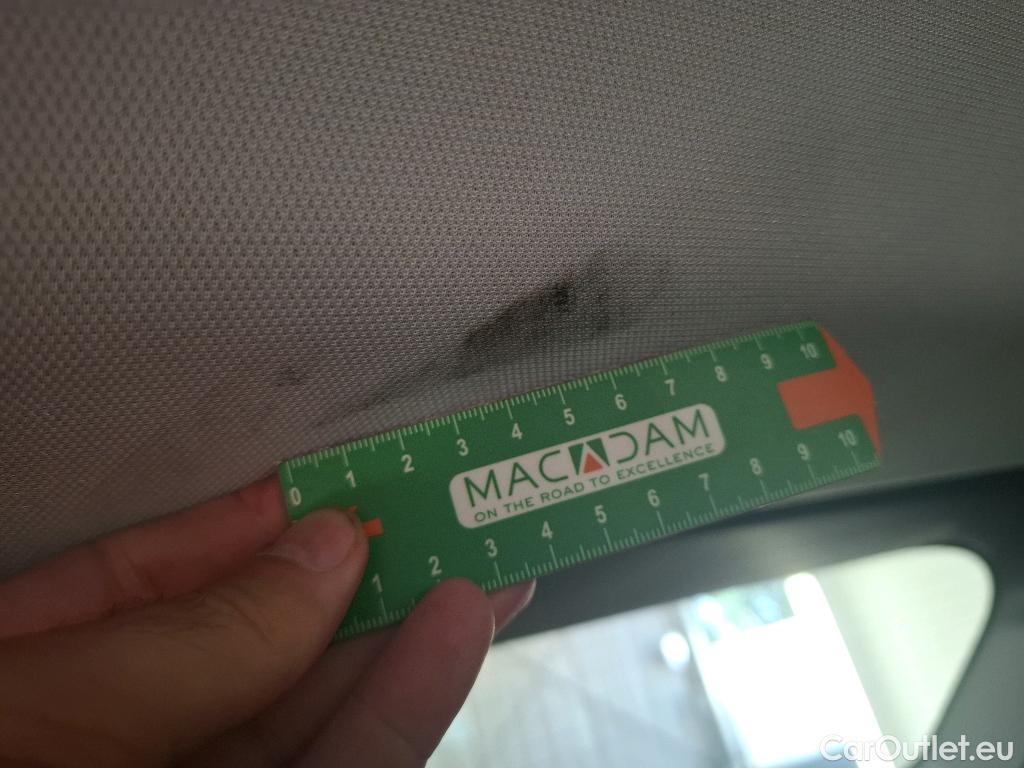 0 1 2 3 4 5 6 7 8 9 10
MACADAM
ON THE ROAD TO EXCELLENCE
1 2 3 4 5 6 7 8 9 10
CarOutlet.eu